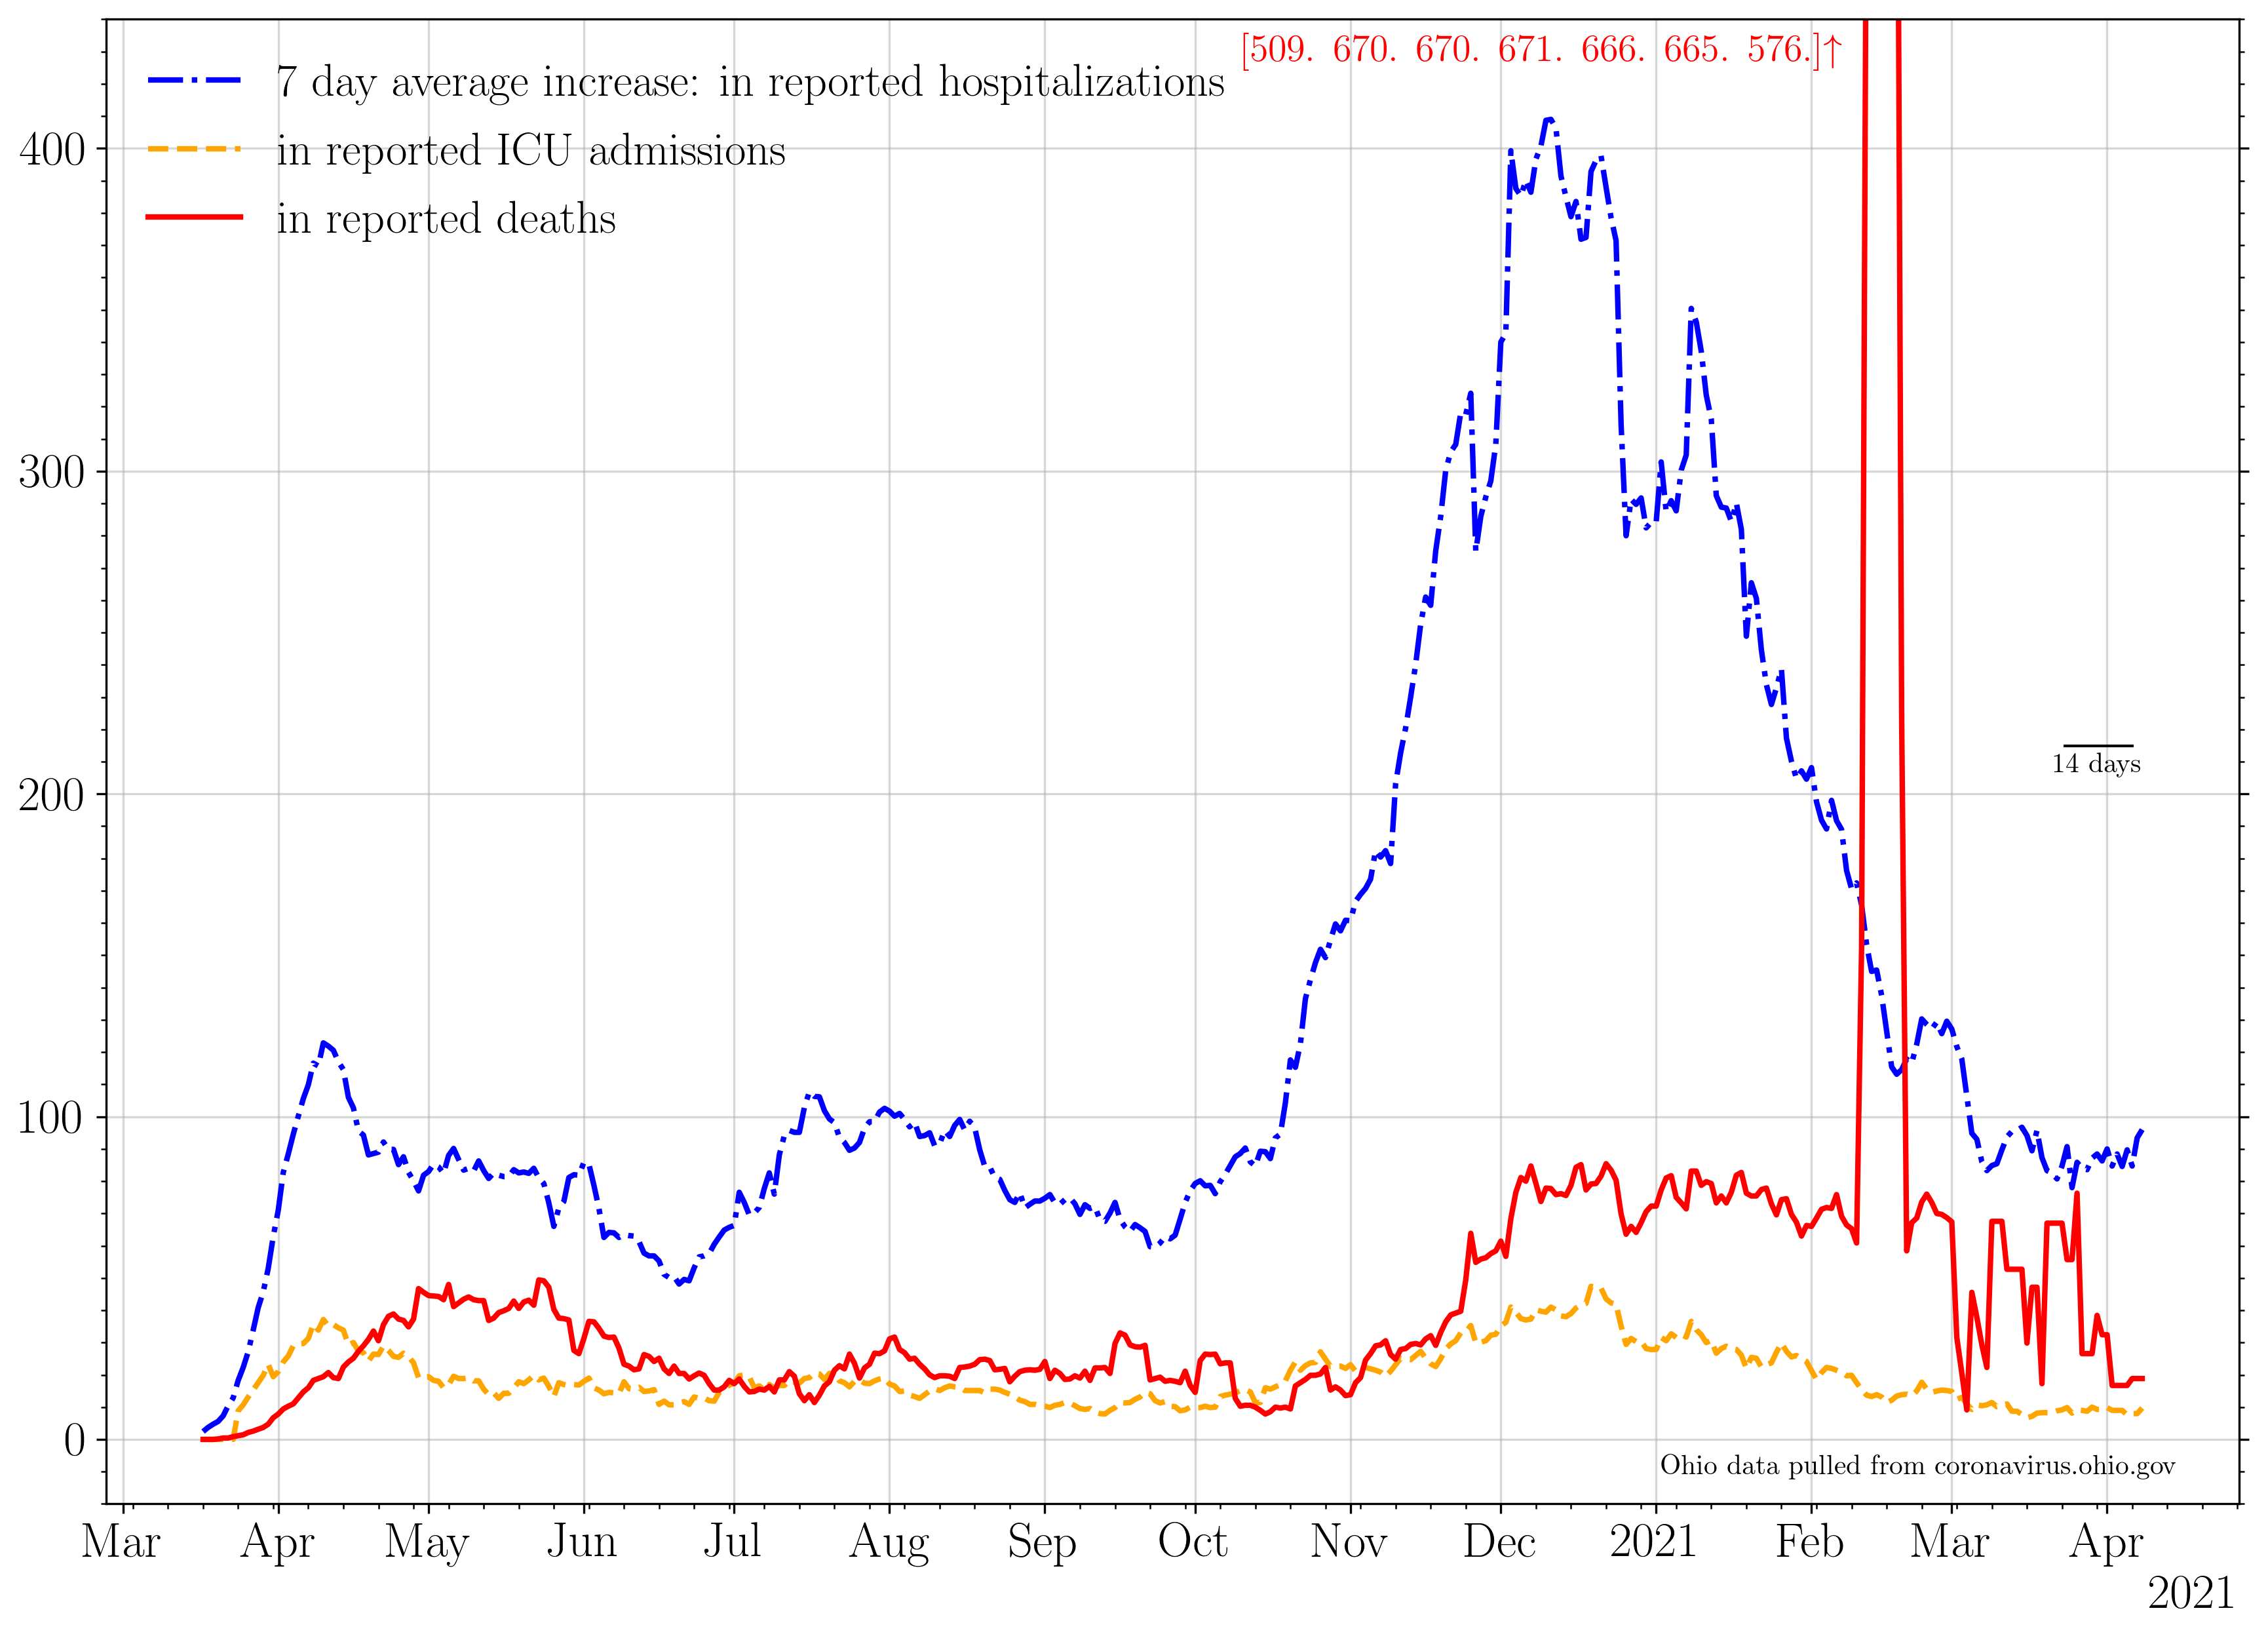 [509. 670. 670. 671. 666. 665. 576.]↑
7 day average increase: in reported hospitalizations
in reported ICU admissions
in reported deaths
400
300
200
100
0
14 days
Ohio data pulled from coronavirus.ohio.gov
Mar Apr May Jun Jul Aug Sep Oct Nov Dec 2021 Feb Mar Apr
2021